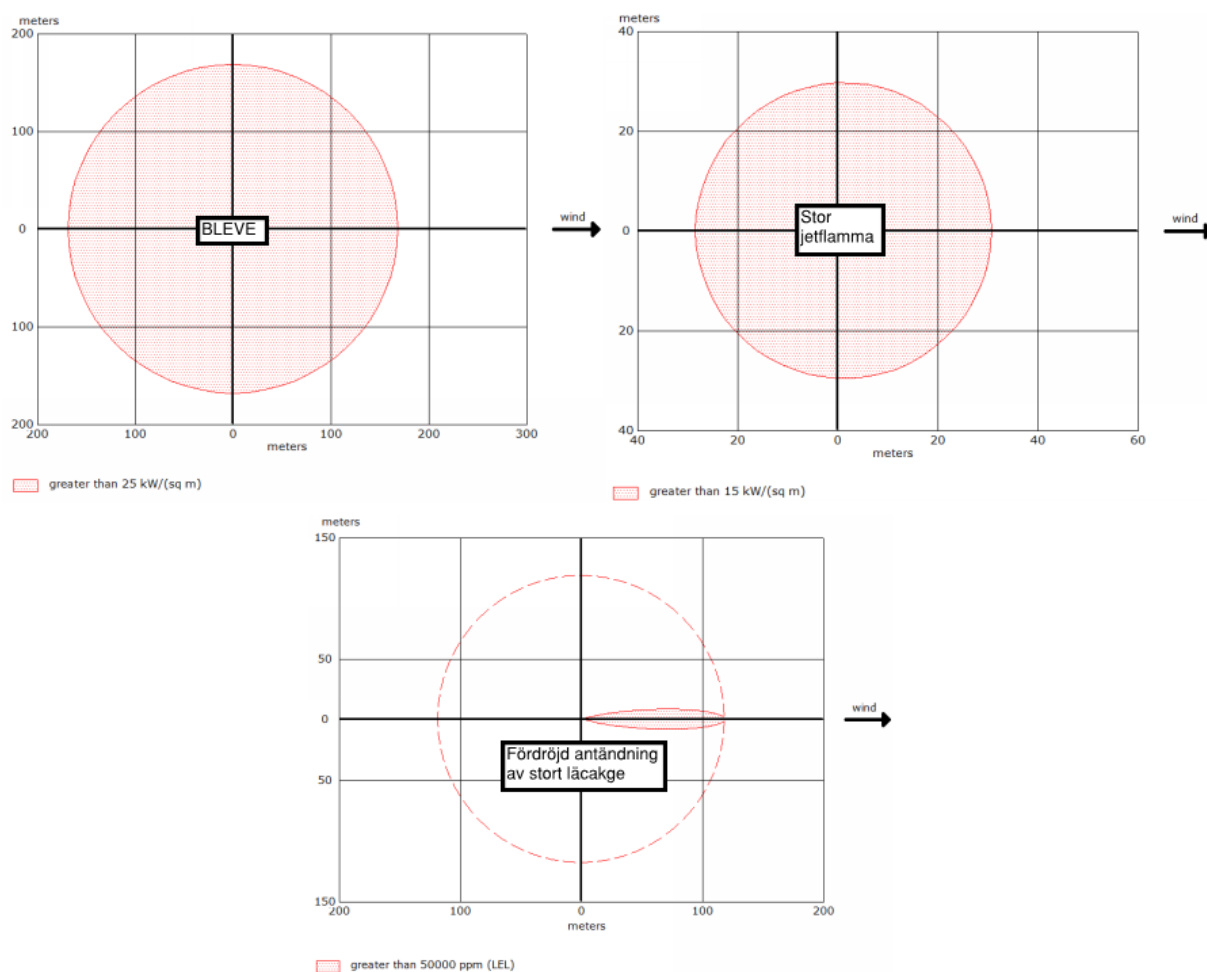 meters
200
100
0
100
200
200
100
0
100
200
300
meters
BLEVE
wind
greater than 25 kW/(sq m)
meters
40
20
0
20
40
40
20
0
20
40
60
meters
Stor
jetflamma
wind
greater than 15 kW/(sq m)
meters
150
50
0
50
150
200
100
0
100
200
meters
Fördröjd antändning
av stort läcakge
wind
greater than 50000 ppm (LEL)